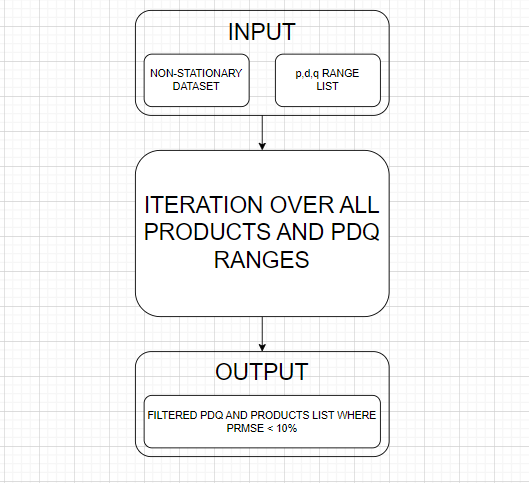 INPUT
NON-STATIONARY
DATASET
p,d,q RANGE
LIST
ITERATION OVER ALL
PRODUCTS AND PDQ
RANGES
OUTPUT
FILTERED PDQ AND PRODUCTS LIST WHERE
PRMSE < 10%